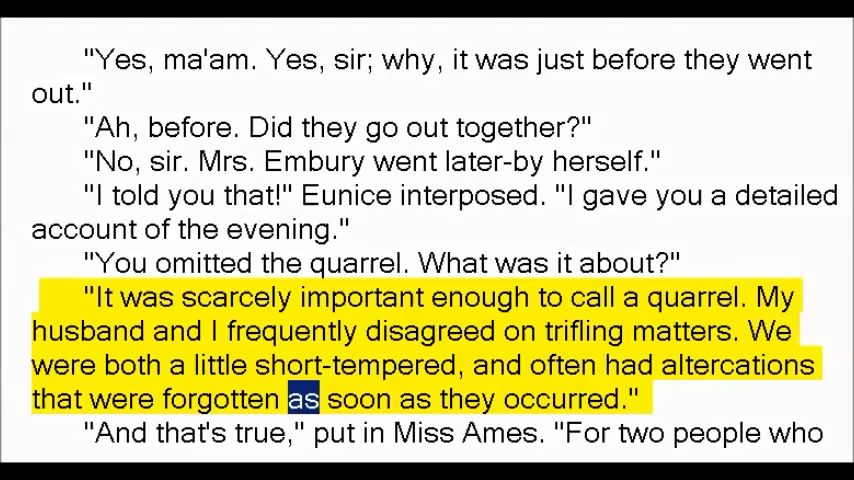 "Yes, ma'am. Yes, sir; why, it was just before they went
out."
"Ah, before. Did they go out together?"
"No, sir. Mrs. Embury went later-by herself."
"I told you that!" Eunice interposed. "I gave you a detailed
account of the evening."
"You omitted the quarrel. What was it about?"
"It was scarcely important enough to call a quarrel. My
husband and I frequently disagreed on trifling matters. We
were both a little short-tempered, and often had altercations
that were forgotten as soon as they occurred."
"And that's true," put in Miss Ames. "For two people who